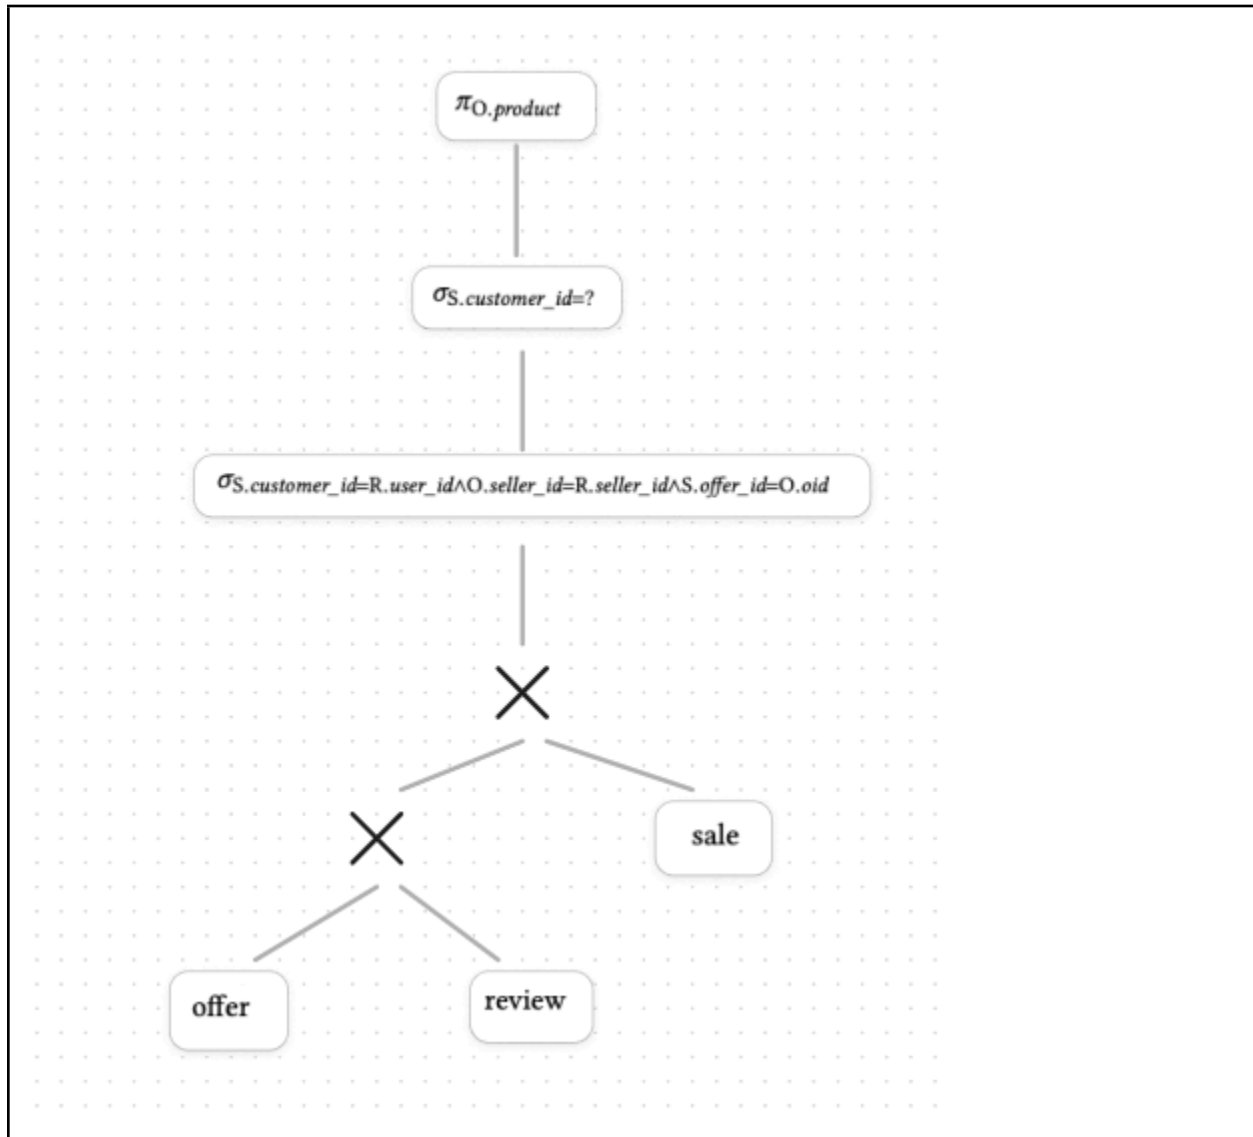 πO.product
σS.customer_id=?
σS.customer_id=R.user_id∧O.seller_id=R.seller_id∧S.offer_id=O.oid
×
×
sale
offer
review